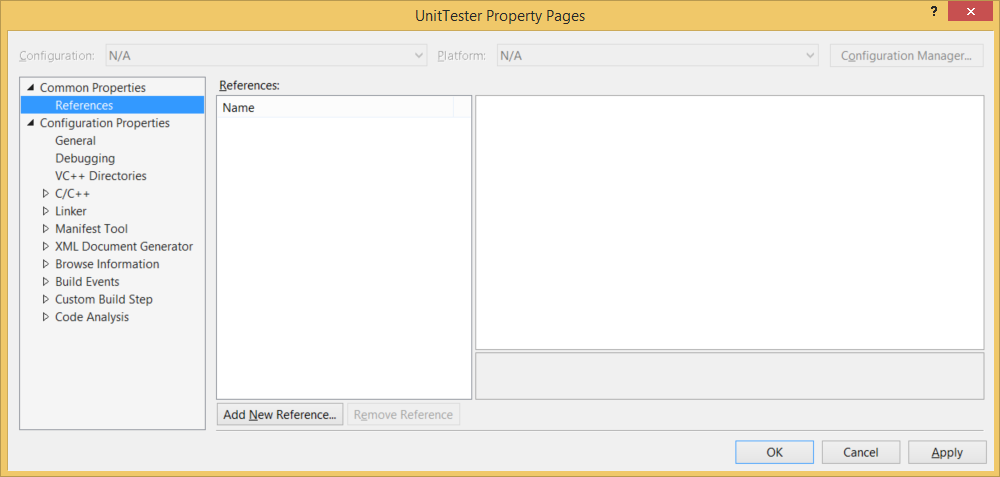 UnitTester Property Pages
?
Configuration: N/A Platform: N/A Configuration Manager...
Common Properties
References
Configuration Properties
General
Debugging
VC++ Directories
C/C++
Linker
Manifest Tool
XML Document Generator
Browse Information
Build Events
Custom Build Step
Code Analysis
References:
Name
Add New Reference... Remove Reference
OK Cancel Apply